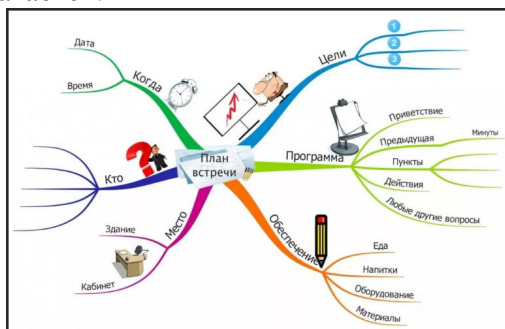 План
встречи
Когда
Дата
Время
Цели
1
2
3
Программа
Приветствие
Предыдущая
Минуты
Пункты
Действия
Любые другие вопросы
Обеспечение
Еда
Напитки
Оборудование
Материалы
Место
Здание
Кабинет
Кто